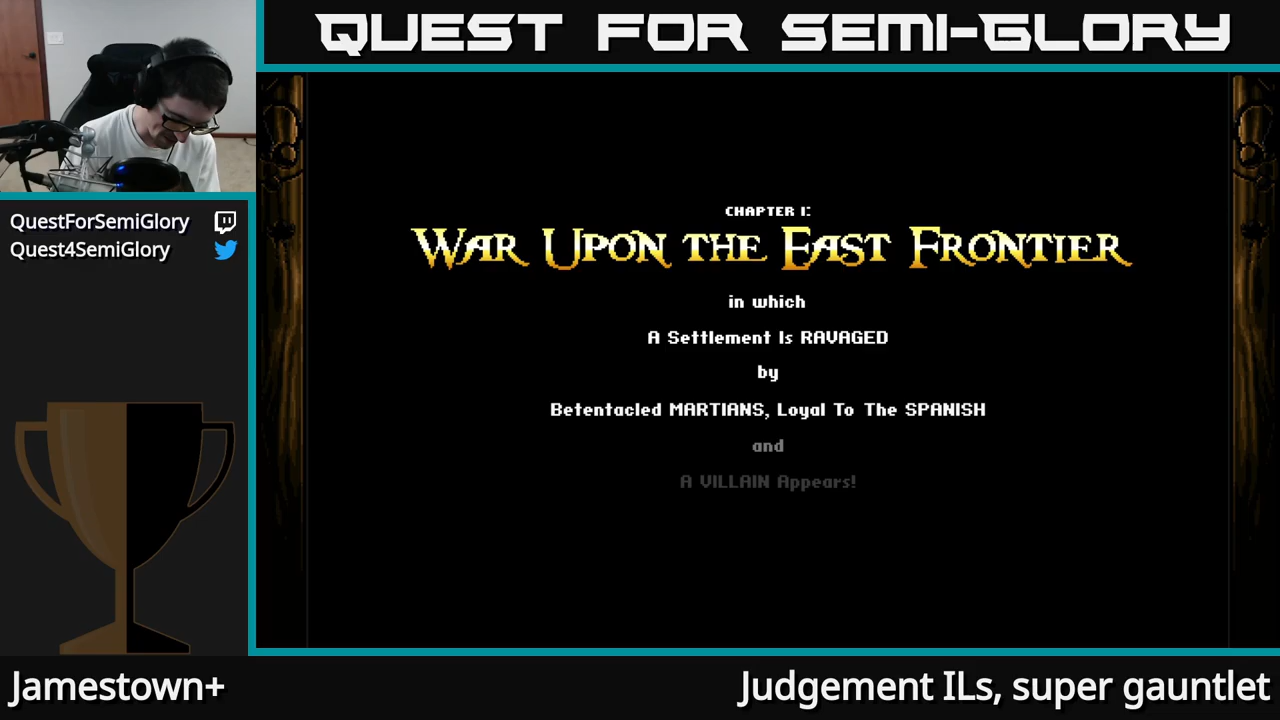 QUEST FOR SEMI-GLORY
QuestForSemiGlory
Quest4SemiGlory
CHAPTER I:
WAR UPON THE EAST FRONTIER
in which
A Settlement Is RAVAGED
by
Betentacled MARTIANS, Loyal To The SPANISH
and
A VILLAIN Appears!
Jamestown+
Judgement ILs, super gauntlet